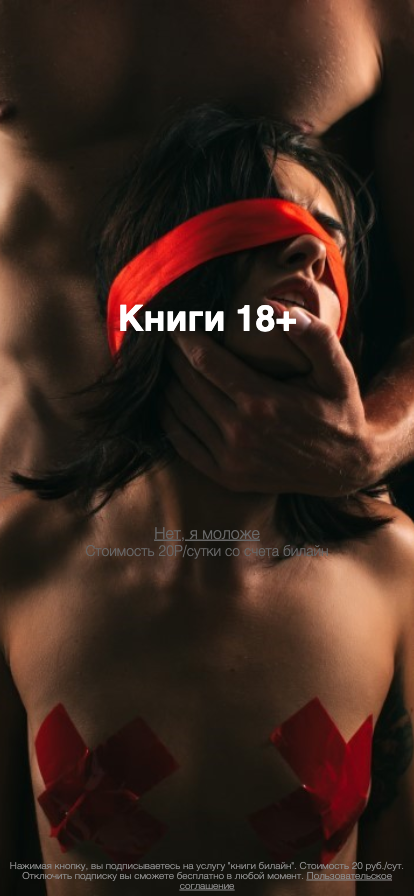 Книги 18+
Нет, я моложе
Стоимость 20Р/сутки со счета билайн
Нажимая кнопку, вы подписываетесь на услугу "книги билайн". Стоимость 20 руб./сут.
Отключить подписку вы сможете бесплатно в любой момент. Пользовательское
соглашение